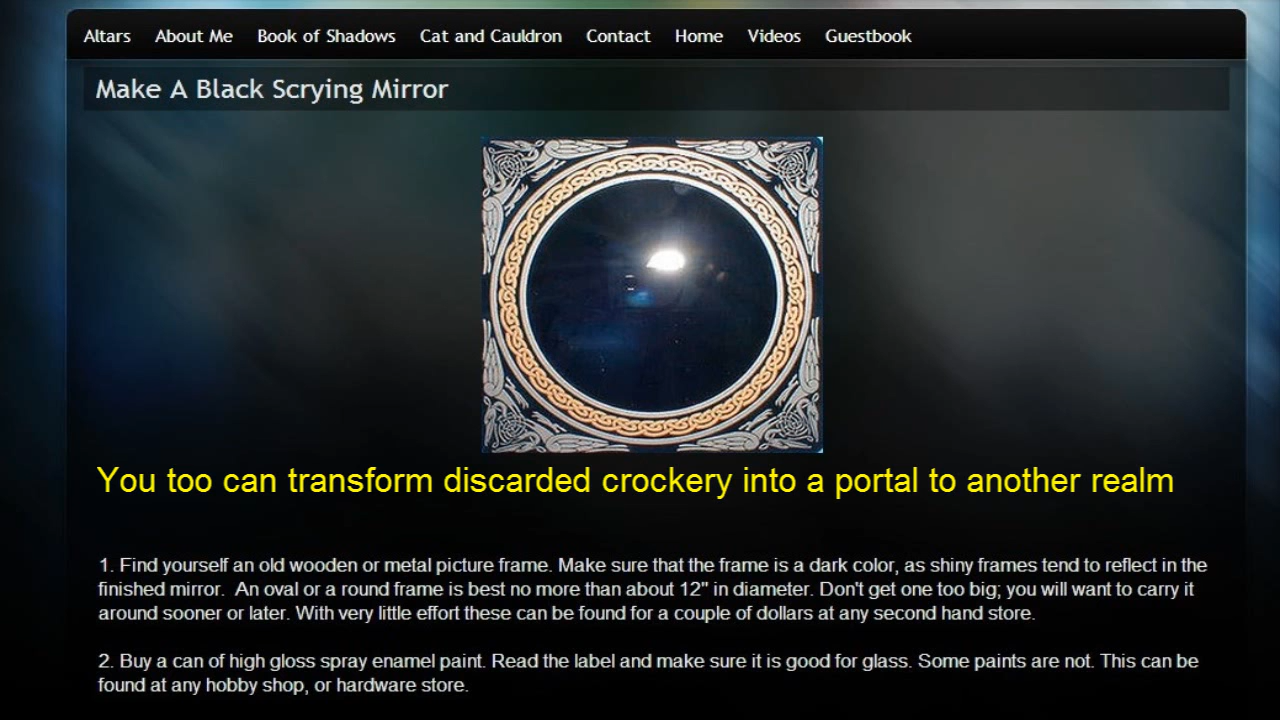 Altars About Me Book of Shadows Cat and Cauldron Contact Home Videos Guestbook
Make A Black Scrying Mirror
You too can transform discarded crockery into a portal to another realm
1. Find yourself an old wooden or metal picture frame. Make sure that the frame is a dark color, as shiny frames tend to reflect in the
finished mirror.  An oval or a round frame is best no more than about 12" in diameter. Don't get one too big; you will want to carry it
around sooner or later. With very little effort these can be found for a couple of dollars at any second hand store.
2. Buy a can of high gloss spray enamel paint. Read the label and make sure it is good for glass. Some paints are not. This can be
found at any hobby shop, or hardware store.